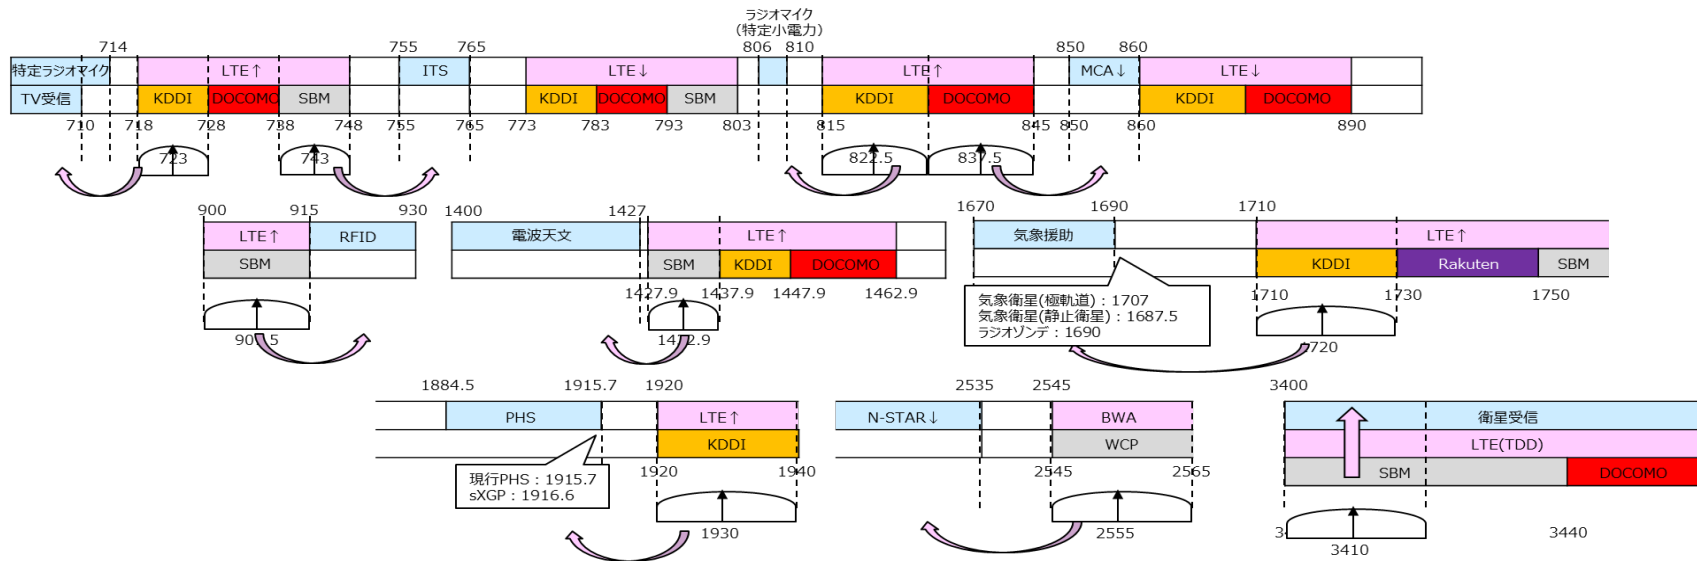 ラジオマイク
(特定小電力)
714 755 765 806 810 850 860
特定ラジオマイク LTE↑ ITS LTE↓ LTE↑ MCA↓ LTE↓
TV受信 KDDI DOCOMO SBM KDDI DOCOMO SBM KDDI DOCOMO KDDI DOCOMO
710 718 728 738 748 755 765 773 783 793 803 815 845 850 860 890
723 743 822.5 837.5
900 915 930 1400 1427 1670 1690 1710
LTE↑ RFID 電波天文 LTE↑ 気象援助 LTE↑
SBM SBM KDDI DOCOMO KDDI Rakuten SBM
1427.9 1437.9 1447.9 1462.9 1710 1730 1750
気象衛星(極軌道)：1707
気象衛星(静止衛星)：1687.5
ラジオゾンデ：1690
1884.5 1915.7 1920 2535 2545 3400
PHS LTE↑ N-STAR↓ BWA 衛星受信
KDDI WCP LTE(TDD)
1920 1940 2545 2565 SBM DOCOMO
現行PHS：1915.7
sXGP：1916.6
1930 2555 3410 3440